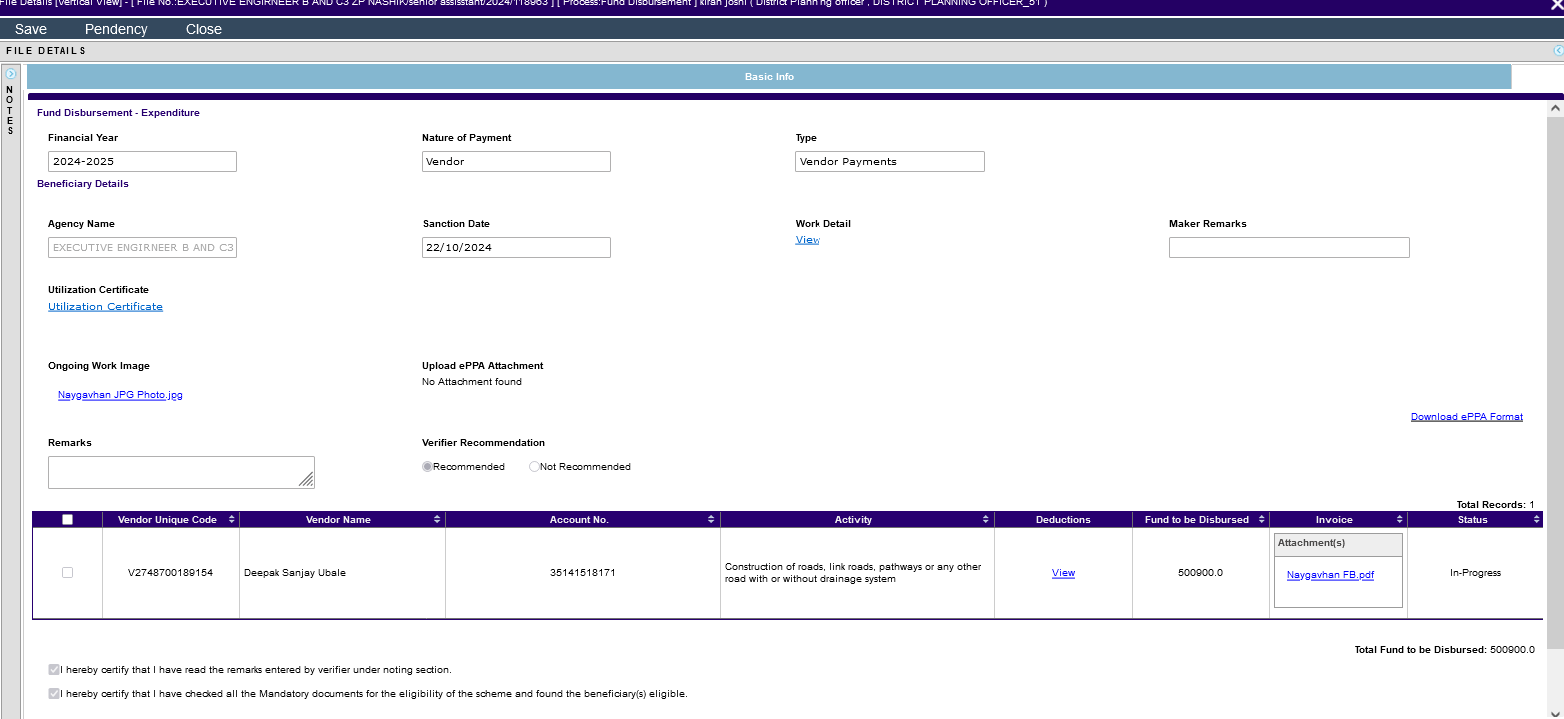 File Details [Vertical View] - [ File No.:EXECUTIVE ENGIRNEER B AND C3 ZP NASHIK/senior assisstant/2024/118963 ] [ Process:Fund Disbursement ] kiran joshi ( District Planning officer , DISTRICT PLANNING OFFICER_51 )
Save Pendency Close
FILE DETAILS
NOTES
Basic Info
Fund Disbursement - Expenditure
Financial Year Nature of Payment Type
2024-2025 Vendor Vendor Payments
Beneficiary Details
Agency Name Sanction Date Work Detail Maker Remarks
EXECUTIVE ENGIRNEER B AND C3 22/10/2024 View
Utilization Certificate
Utilization Certificate
Ongoing Work Image Upload ePPA Attachment
No Attachment found
Naygavhan JPG Photo.jpg
Download ePPA Format
Remarks Verifier Recommendation
Recommended Not Recommended
Total Records: 1
Vendor Unique Code Vendor Name Account No. Activity Deductions Fund to be Disbursed Invoice Status
Attachment(s)
V2748700189154 Deepak Sanjay Ubale 35141518171 Construction of roads, link roads, pathways or any other View 500900.0 Naygavhan FB.pdf In-Progress
road with or without drainage system
Total Fund to be Disbursed: 500900.0
I hereby certify that I have read the remarks entered by verifier under noting section.
I hereby certify that I have checked all the Mandatory documents for the eligibility of the scheme and found the beneficiary(s) eligible.